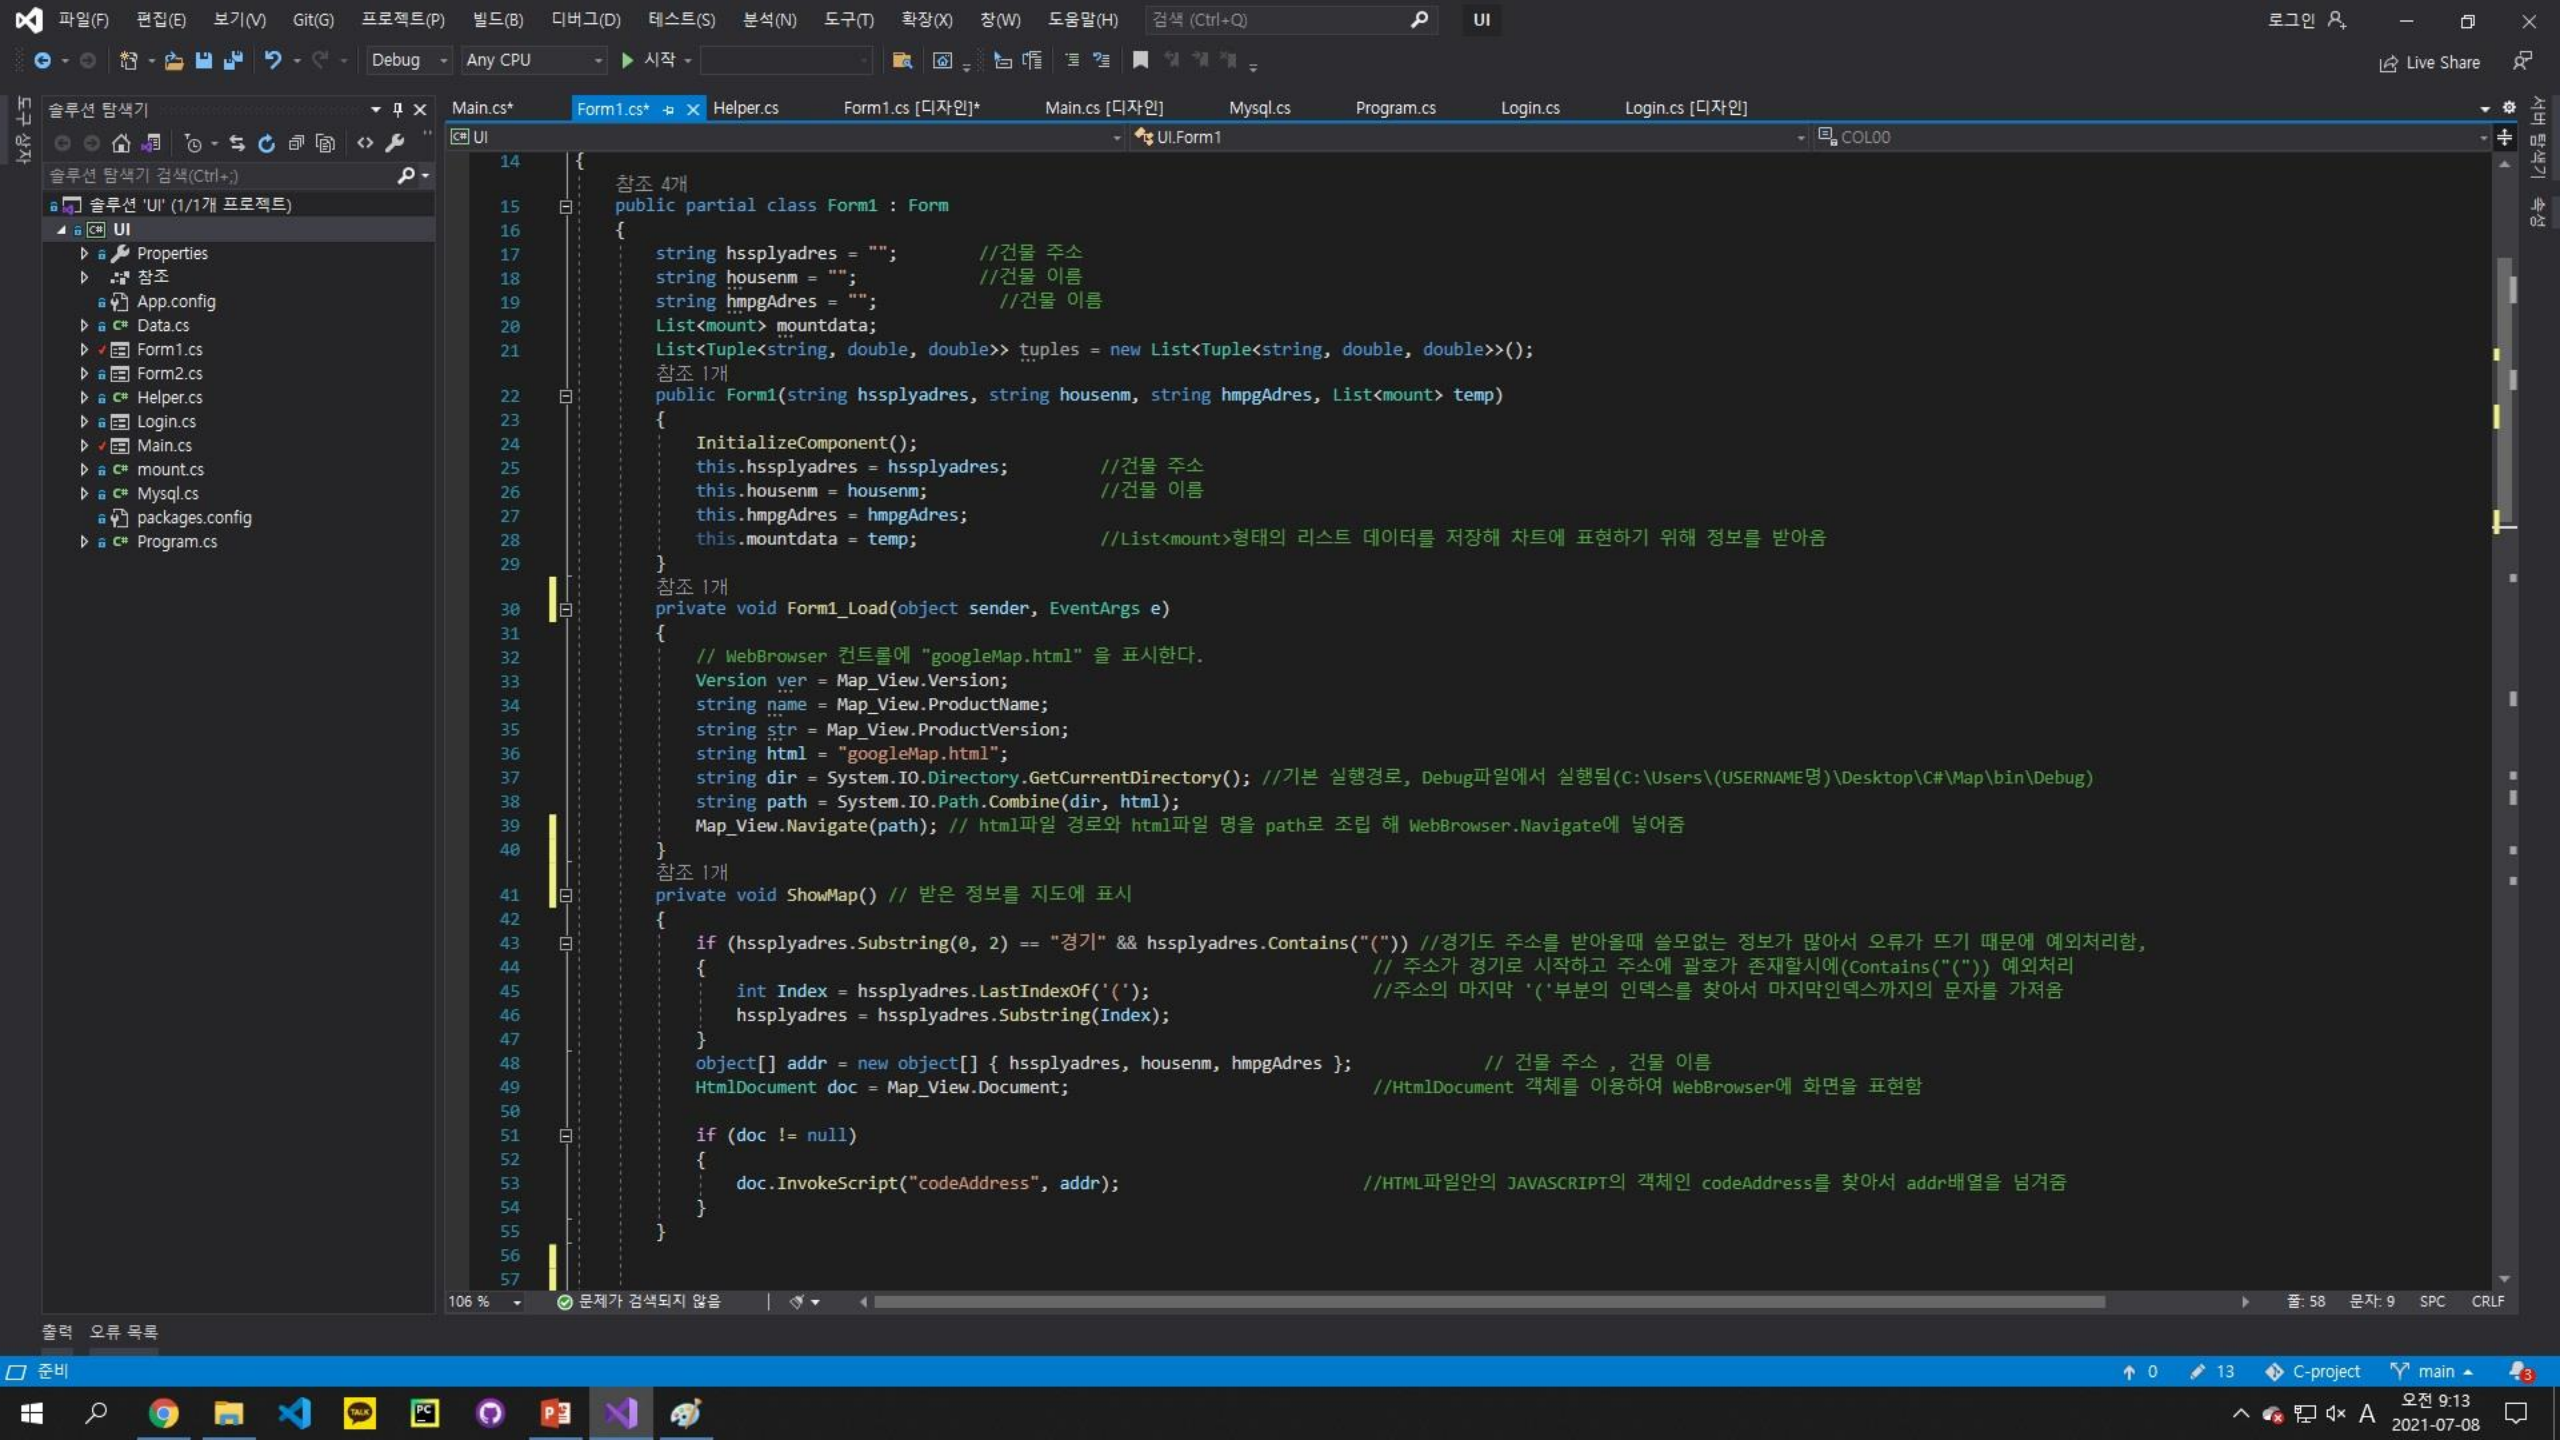 파일(F) 편집(E) 보기(V) Git(G) 프로젝트(P) 빌드(B) 디버그(D) 테스트(S) 분석(N) 도구(T) 확장(X) 창(W) 도움말(H) 검색 (Ctrl+Q) UI 로그인
Debug Any CPU 시작 Live Share
도구 상자
솔루션 탐색기
솔루션 탐색기 검색(Ctrl+;)
솔루션 'UI' (1/1개 프로젝트)
C# UI
Properties
참조
App.config
C# Data.cs
Form1.cs
Form2.cs
C# Helper.cs
Login.cs
Main.cs
C# mount.cs
C# Mysql.cs
packages.config
C# Program.cs
Main.cs* Form1.cs* Helper.cs Form1.cs [디자인]* Main.cs [디자인] Mysql.cs Program.cs Login.cs Login.cs [디자인]
C# UI UI.Form1 COL00
14 {
참조 4개
15 public partial class Form1 : Form
16 {
17 string hssplyadres = ""; //건물 주소
18 string housenm = ""; //건물 이름
19 string hmpgAdres = ""; //건물 이름
20 List<mount> mountdata;
21 List<Tuple<string, double, double>> tuples = new List<Tuple<string, double, double>>();
참조 1개
22 public Form1(string hssplyadres, string housenm, string hmpgAdres, List<mount> temp)
23 {
24 InitializeComponent();
25 this.hssplyadres = hssplyadres; //건물 주소
26 this.housenm = housenm; //건물 이름
27 this.hmpgAdres = hmpgAdres;
28 this.mountdata = temp; //List<mount>형태의 리스트 데이터를 저장해 차트에 표현하기 위해 정보를 받아옴
29 }
참조 1개
30 private void Form1_Load(object sender, EventArgs e)
31 {
32 // WebBrowser 컨트롤에 "googleMap.html" 을 표시한다.
33 Version ver = Map_View.Version;
34 string name = Map_View.ProductName;
35 string str = Map_View.ProductVersion;
36 string html = "googleMap.html";
37 string dir = System.IO.Directory.GetCurrentDirectory(); //기본 실행경로, Debug파일에서 실행됨(C:\Users\(USERNAME명)\Desktop\C#\Map\bin\Debug)
38 string path = System.IO.Path.Combine(dir, html);
39 Map_View.Navigate(path); // html파일 경로와 html파일 명을 path로 조립 해 WebBrowser.Navigate에 넣어줌
40 }
참조 1개
41 private void ShowMap() // 받은 정보를 지도에 표시
42 {
43 if (hssplyadres.Substring(0, 2) == "경기" && hssplyadres.Contains("(")) //경기도 주소를 받아올때 쓸모없는 정보가 많아서 오류가 뜨기 때문에 예외처리함,
44 { // 주소가 경기로 시작하고 주소에 괄호가 존재할시에(Contains("(")) 예외처리
45 int Index = hssplyadres.LastIndexOf('('); //주소의 마지막 '('부분의 인덱스를 찾아서 마지막인덱스까지의 문자를 가져옴
46 hssplyadres = hssplyadres.Substring(Index);
47 }
48 object[] addr = new object[] { hssplyadres, housenm, hmpgAdres }; // 건물 주소 , 건물 이름
49 HtmlDocument doc = Map_View.Document; //HtmlDocument 객체를 이용하여 WebBrowser에 화면을 표현함
50
51 if (doc != null)
52 {
53 doc.InvokeScript("codeAddress", addr); //HTML파일안의 JAVASCRIPT의 객체인 codeAddress를 찾아서 addr배열을 넘겨줌
54 }
55 }
56
57
서버 탐색기
속성
106 % 문제가 검색되지 않음 줄: 58 문자: 9 SPC CRLF
출력 오류 목록
준비 0 13 C-project main 3
TALK PC A 오전 9:13
2021-07-08